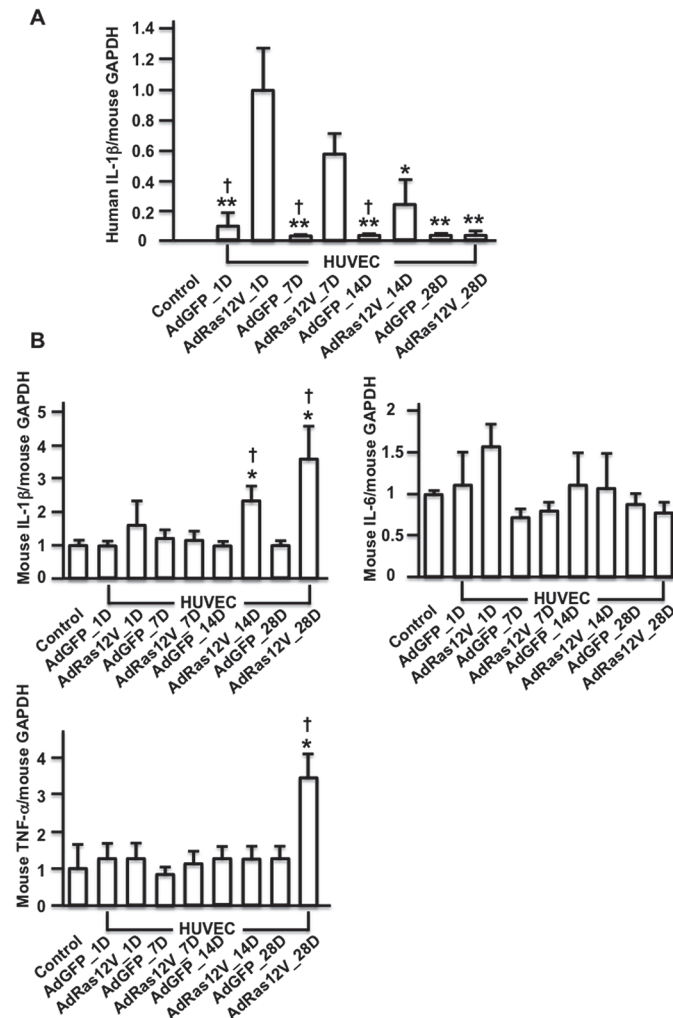 A
Human IL-1β/mouse GAPDH
1.4
1.2
1.0
0.8
0.6
0.4
0.2
0
†
**
†
**
†
**
*
**
**
HUVEC
Control
AdGFP_1D
AdRas12V_1D
AdGFP_7D
AdRas12V_7D
AdGFP_14D
AdRas12V_14D
AdGFP_28D
AdRas12V_28D
B
Mouse IL-1β/mouse GAPDH
5
4
3
2
1
0
†
*
†
*
HUVEC
Control
AdGFP_1D
AdRas12V_1D
AdGFP_7D
AdRas12V_7D
AdGFP_14D
AdRas12V_14D
AdGFP_28D
AdRas12V_28D
Mouse IL-6/mouse GAPDH
2
1.5
1
0.5
0
HUVEC
Control
AdGFP_1D
AdRas12V_1D
AdGFP_7D
AdRas12V_7D
AdGFP_14D
AdRas12V_14D
AdGFP_28D
AdRas12V_28D
Mouse TNF-α/mouse GAPDH
4
3
2
1
0
†
*
HUVEC
Control
AdGFP_1D
AdRas12V_1D
AdGFP_7D
AdRas12V_7D
AdGFP_14D
AdRas12V_14D
AdGFP_28D
AdRas12V_28D